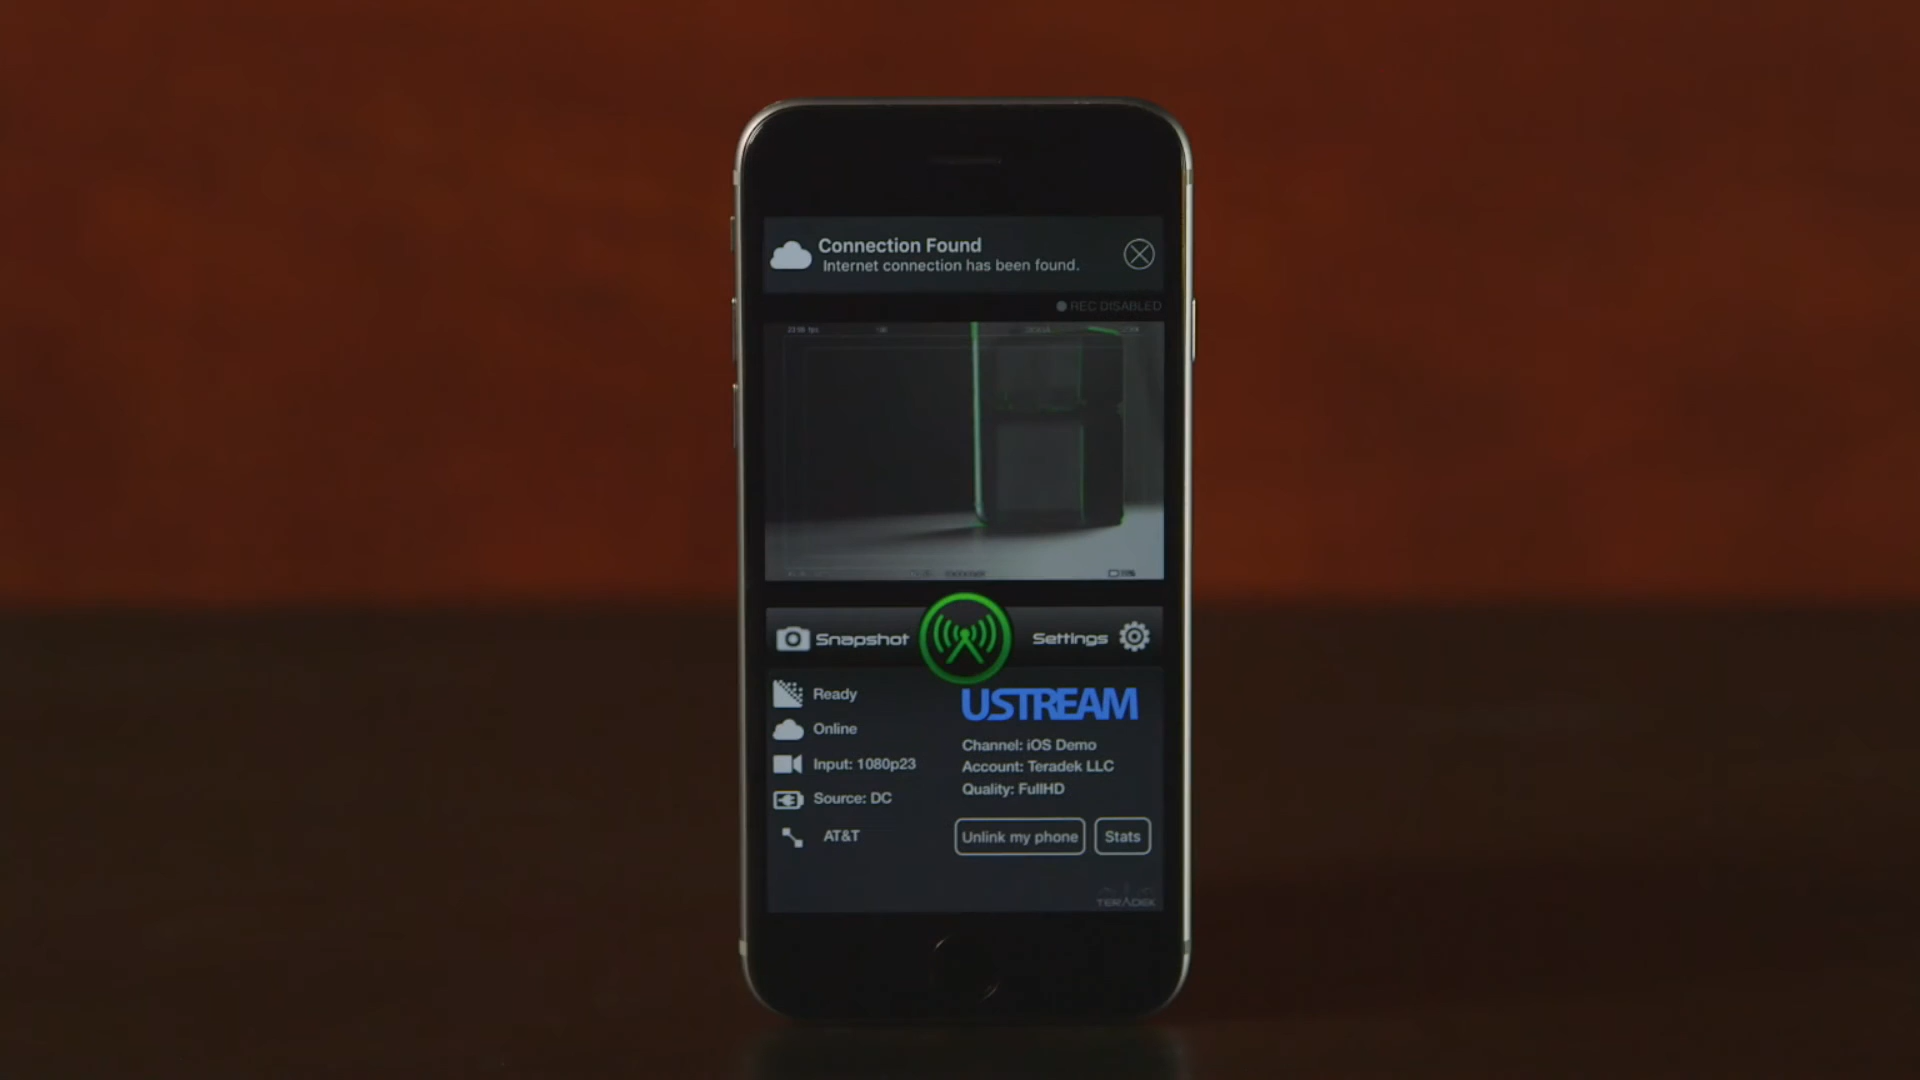 Connection Found
Internet connection has been found.
REC DISABLED
Snapshot
Settings
Ready
USTREAM
Online
Channel: iOS Demo
Input: 1080p23
Account: Teradek LLC
Quality: FullHD
Source: DC
AT&T
Unlink my phone
Stats
TERADEK